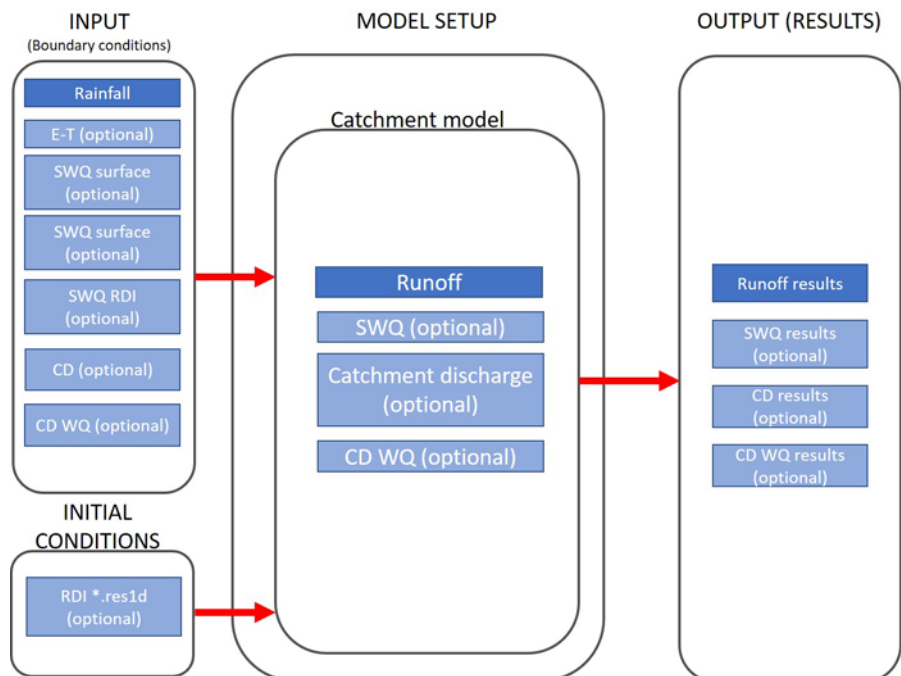 INPUT
(Boundary conditions)
Rainfall
E-T (optional)
SWQ surface
(optional)
SWQ surface
(optional)
SWQ RDI
(optional)
CD (optional)
CD WQ (optional)
INITIAL
CONDITIONS
RDI *.res1d
(optional)
MODEL SETUP
Catchment model
Runoff
SWQ (optional)
Catchment discharge
(optional)
CD WQ (optional)
OUTPUT (RESULTS)
Runoff results
SWQ results
(optional)
CD results
(optional)
CD WQ results
(optional)